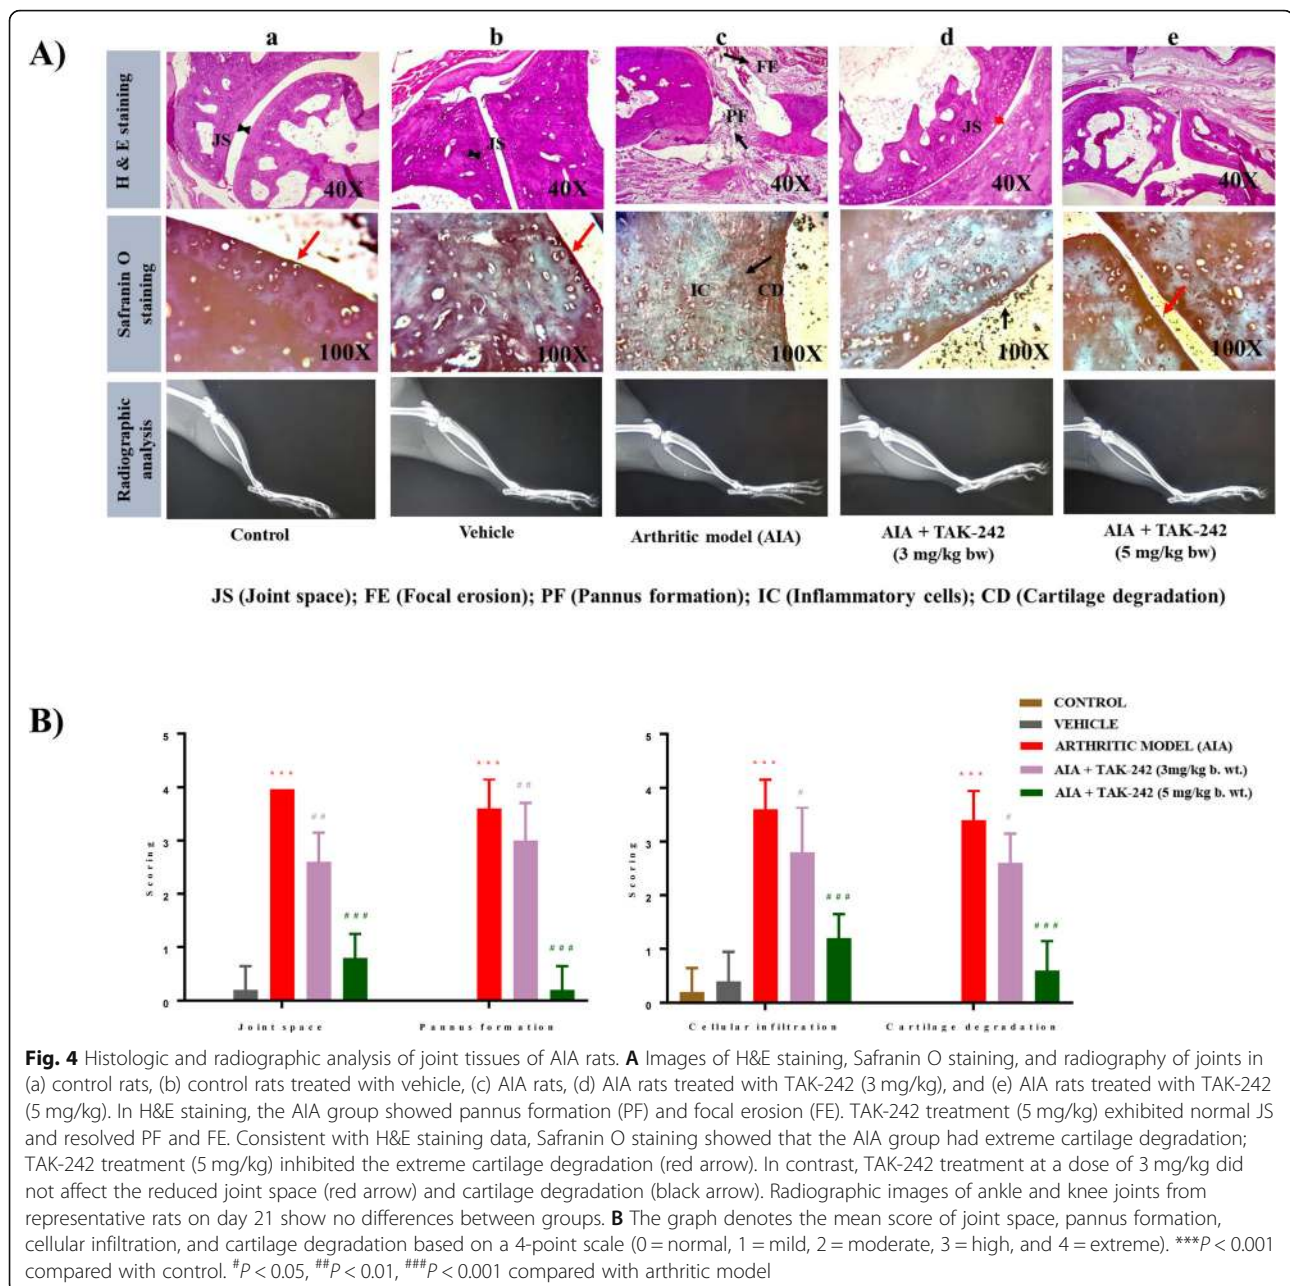 a b c d e
A)
H & E staining
JS 40X
JS 40X
FE PF 40X
JS 40X
40X
Safranin O staining
100X
100X
IC CD 100X
100X
100X
Radiographic analysis
Control
Vehicle
Arthritic model (AIA)
AIA + TAK-242
(3 mg/kg bw)
AIA + TAK-242
(5 mg/kg bw)
JS (Joint space); FE (Focal erosion); PF (Pannus formation); IC (Inflammatory cells); CD (Cartilage degradation)
B)
CONTROL
VEHICLE
ARTHRITIC MODEL (AIA)
AIA + TAK-242 (3mg/kg b. wt.)
AIA + TAK-242 (5 mg/kg b. wt.)
Scoring
5
4
3
2
1
0
***
##
###
***
##
###
Joint space
Pannus formation
Scoring
5
4
3
2
1
0
***
#
###
***
#
###
Cellular infiltration
Cartilage degradation
Fig. 4 Histologic and radiographic analysis of joint tissues of AIA rats. A Images of H&E staining, Safranin O staining, and radiography of joints in
(a) control rats, (b) control rats treated with vehicle, (c) AIA rats, (d) AIA rats treated with TAK-242 (3 mg/kg), and (e) AIA rats treated with TAK-242
(5 mg/kg). In H&E staining, the AIA group showed pannus formation (PF) and focal erosion (FE). TAK-242 treatment (5 mg/kg) exhibited normal JS
and resolved PF and FE. Consistent with H&E staining data, Safranin O staining showed that the AIA group had extreme cartilage degradation;
TAK-242 treatment (5 mg/kg) inhibited the extreme cartilage degradation (red arrow). In contrast, TAK-242 treatment at a dose of 3 mg/kg did
not affect the reduced joint space (red arrow) and cartilage degradation (black arrow). Radiographic images of ankle and knee joints from
representative rats on day 21 show no differences between groups. B The graph denotes the mean score of joint space, pannus formation,
cellular infiltration, and cartilage degradation based on a 4-point scale (0 = normal, 1 = mild, 2 = moderate, 3 = high, and 4 = extreme). ***P < 0.001
compared with control. #P < 0.05, ##P < 0.01, ###P < 0.001 compared with arthritic model